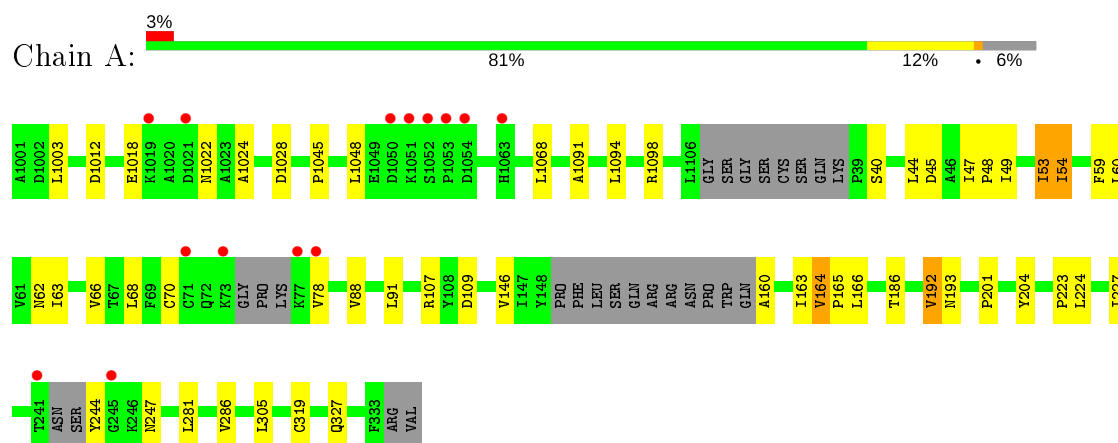 3%
Chain A:
81% 12% • 6%
A1001 D1002 L1003 D1012 E1018 K1019 A1020 D1021 N1022 A1023 A1024 D1028 P1045 L1048 E1049 D1050 K1051 S1052 P1053 D1054 H1063 L1068 A1091 L1094 R1098 L1106 GLY SER GLY SER CYS SER GLN LYS P39 S40 L44 D45 A46 I47 P48 I49 I53 I54 F59 L60
V61 N62 I63 V66 T67 L68 F69 C70 C71 Q72 K73 GLY PRO LYS K77 V78 V88 L91 R107 Y108 D109 V146 I147 Y148 PRO PHE LEU SER GLN ARG ARG ASN PRO TRP GLN A160 I163 V164 P165 L166 T186 V192 N193 P201 Y204 P223 L224
T241 ASN SER Y244 G245 K246 N247 L281 V286 L305 C319 Q327 F333 ARG VAL